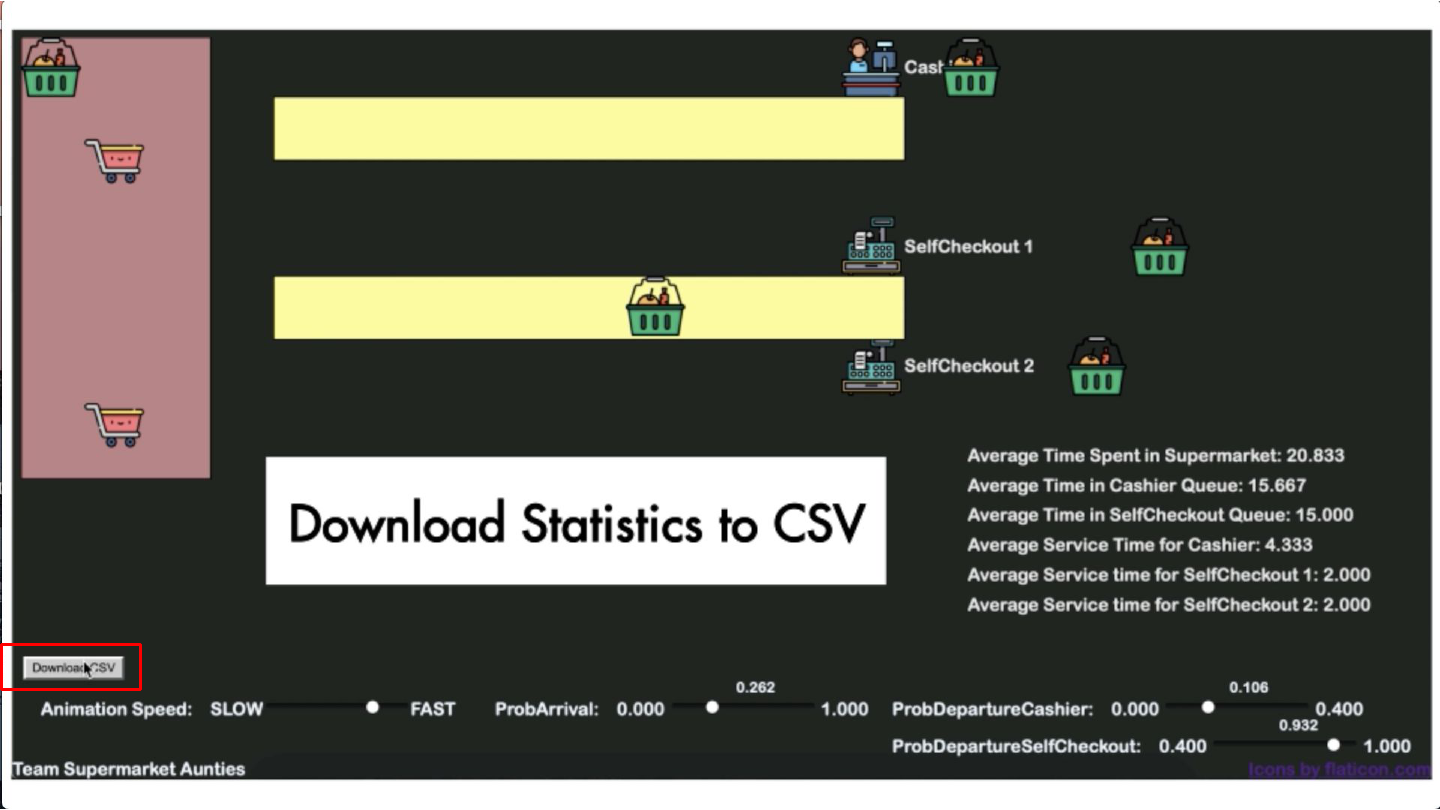 Cash
SelfCheckout 1
SelfCheckout 2
Average Time Spent in Supermarket: 20.833
Average Time in Cashier Queue: 15.667
Average Time in SelfCheckout Queue: 15.000
Average Service Time for Cashier: 4.333
Average Service time for SelfCheckout 1: 2.000
Average Service time for SelfCheckout 2: 2.000
Download Statistics to CSV
Download CSV
Animation Speed: SLOW FAST
0.262
ProbArrival: 0.000 1.000
0.106
ProbDepartureCashier: 0.000 0.400
0.932
ProbDepartureSelfCheckout: 0.400 1.000
Team Supermarket Aunties
Icons by flaticon.com